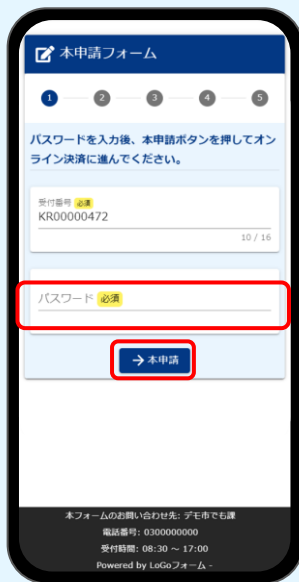 本申請フォーム
1 2 3 4 5
パスワードを入力後、本申請ボタンを押してオン
ライン決済に進んでください。
受付番号 必須
KR00000472
10 / 16
パスワード 必須
→本申請
本フォームのお問い合わせ先: デモ市でも課
電話番号: 0300000000
受付時間: 08:30 ～ 17:00
Powered by LoGoフォーム -